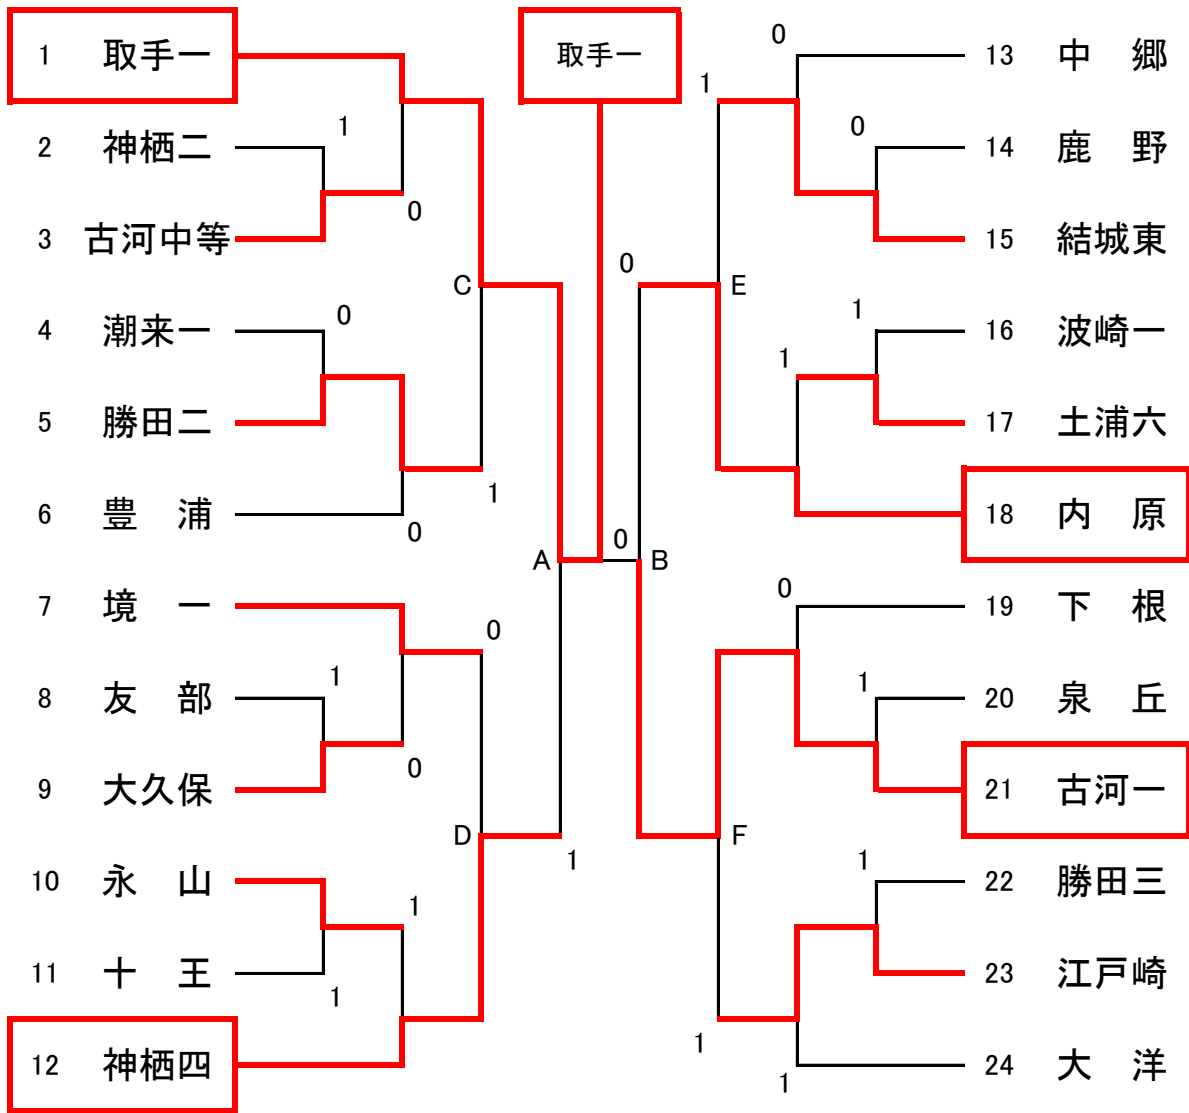 取手一
1 取手一
2 神栖二
3 古河中等
4 潮来一
5 勝田二
6 豊　浦
7 境　一
8 友　部
9 大久保
10 永　山
11 十　王
12 神栖四
1
0
0
1
0
0
1
0
1
1
1
C
D
A
0
B
0
E
F
1
0
0
1
1
0
1
1
1
1
13 中　郷
14 鹿　野
15 結城東
16 波崎一
17 土浦六
18 内　原
19 下　根
20 泉　丘
21 古河一
22 勝田三
23 江戸崎
24 大　洋